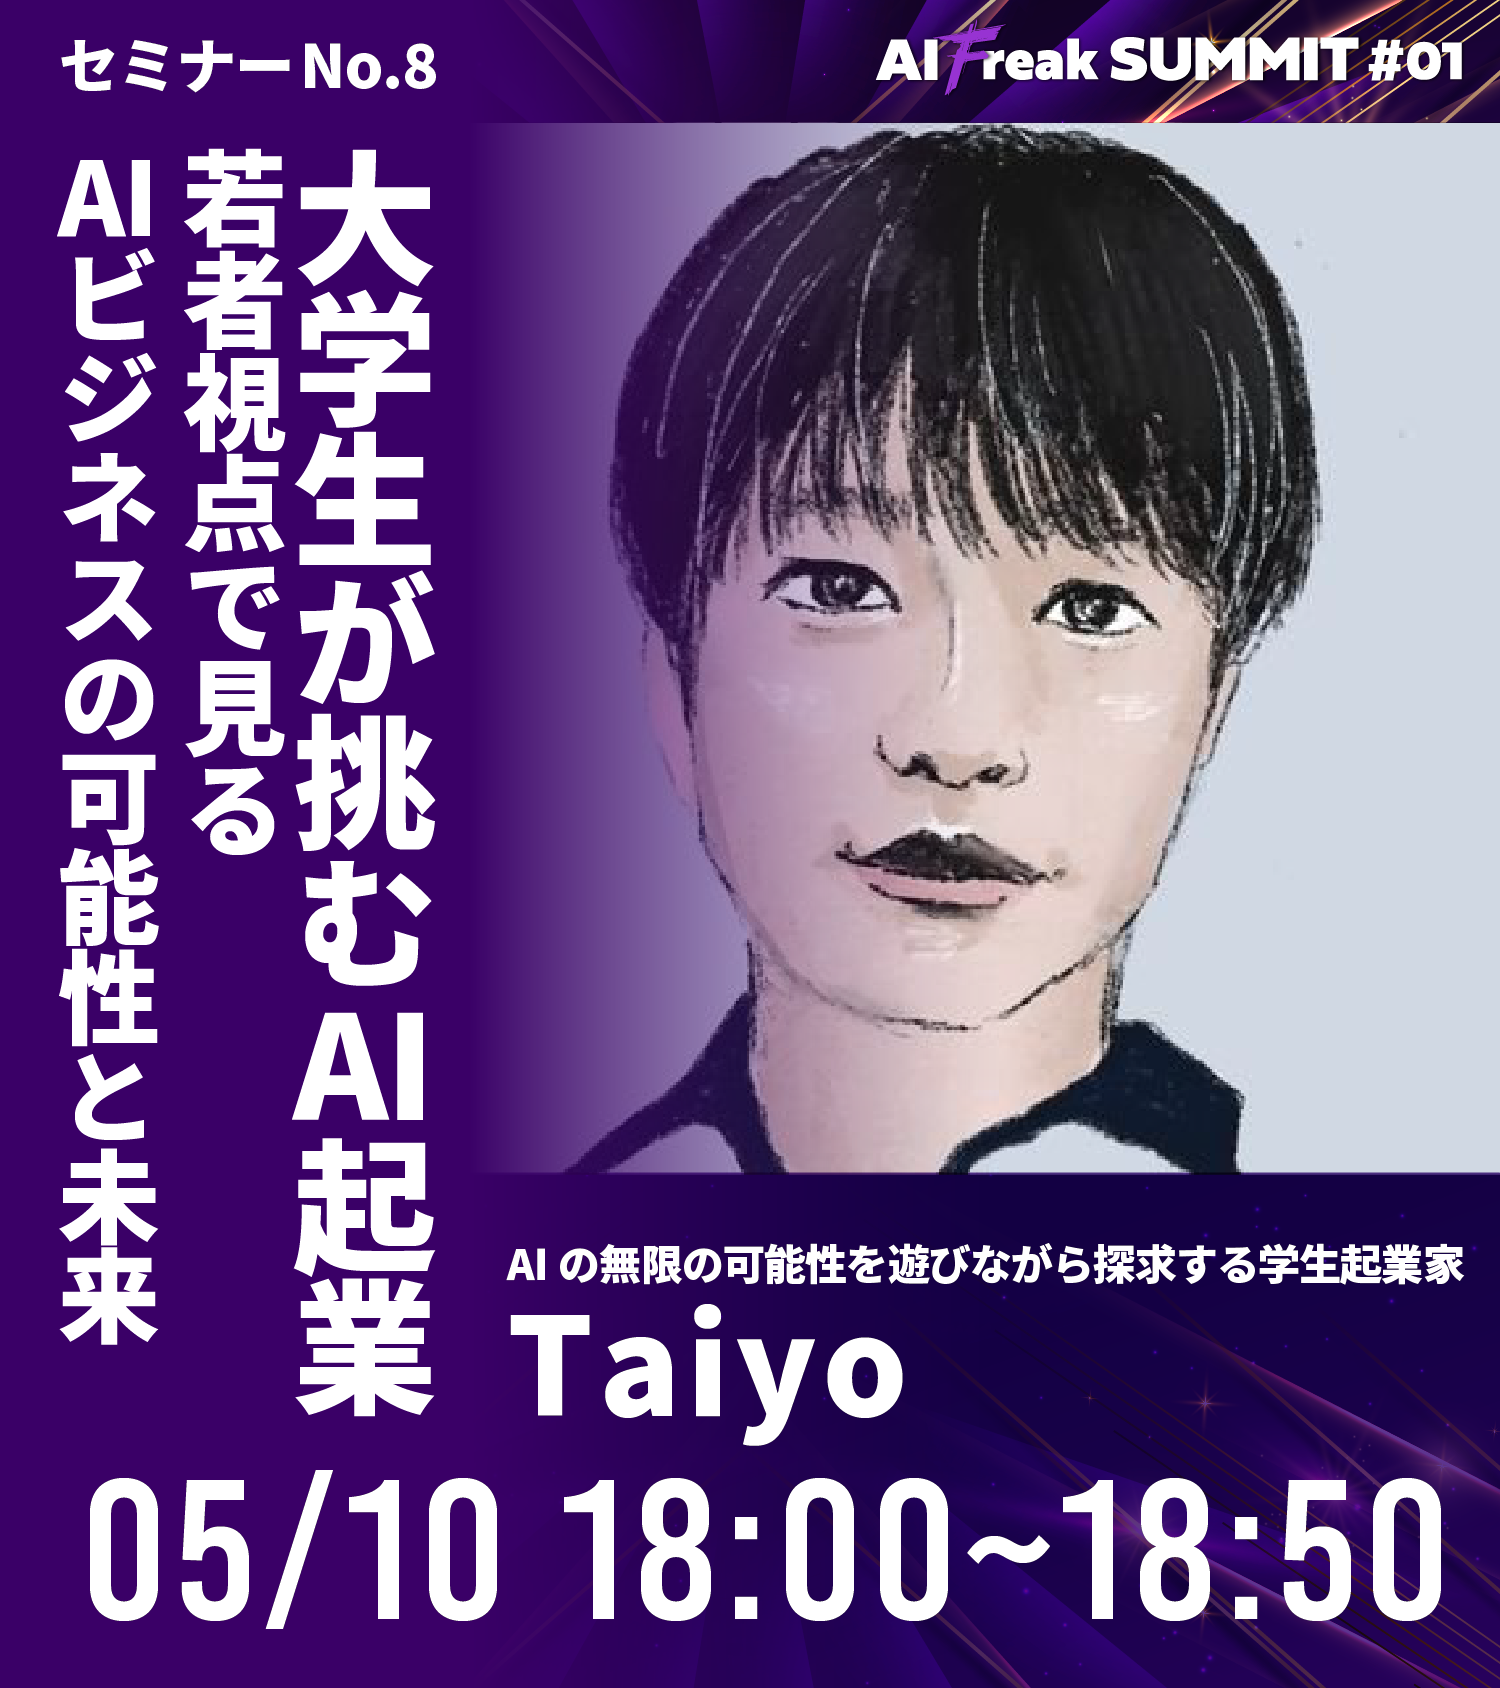 セミナーNo.8
AI Freak SUMMIT #01
大学生が挑むAI起業
若者視点で見る
AIビジネスの可能性と未来
AIの無限の可能性を遊びながら探求する学生起業家
Taiyo
05/10 18:00~18:50